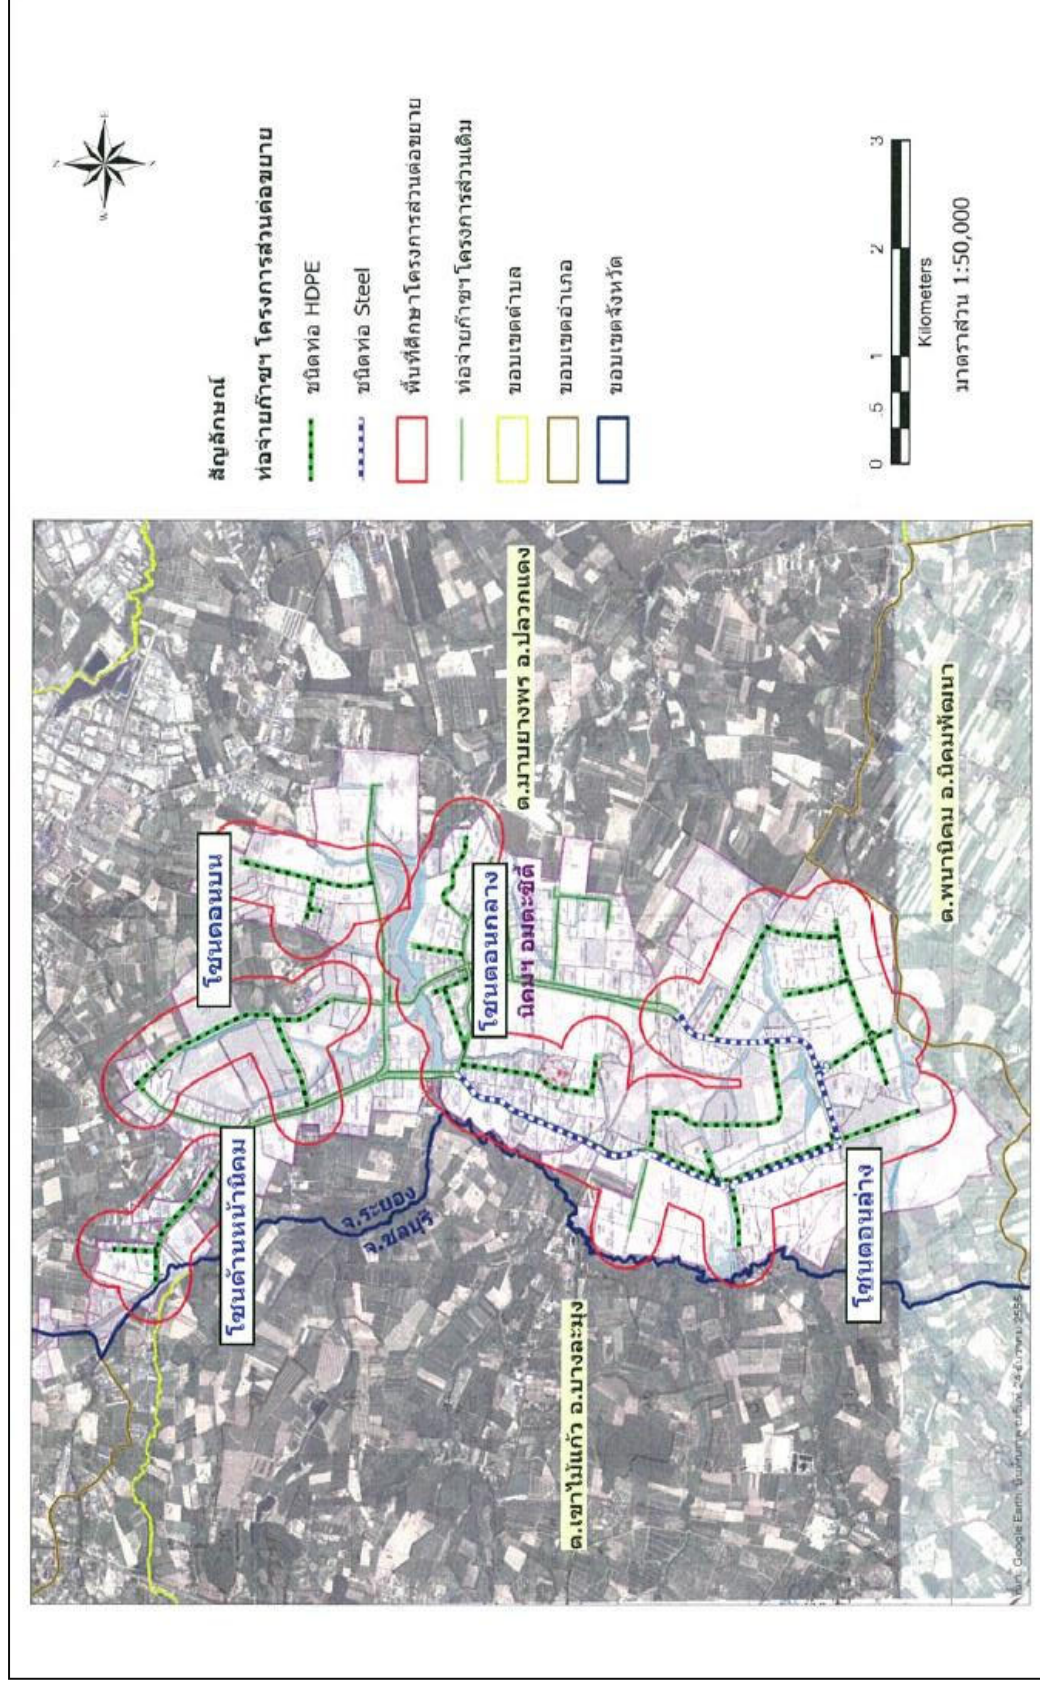 N
W
E
S
สัญลักษณ์
ท่อจ่ายก๊าซฯ โครงการส่วนต่อขยาย
ชนิดท่อ HDPE
ชนิดท่อ Steel
พื้นที่ศึกษาโครงการส่วนต่อขยาย
ท่อจ่ายก๊าซฯ โครงการส่วนเดิม
ขอบเขตตำบล
ขอบเขตอำเภอ
ขอบเขตจังหวัด
0 .5 1 2 3
Kilometers
มาตราส่วน 1:50,000
โซนด้านหน้านิคม
โซนตอนบน
จ.ระยอง
จ.ชลบุรี
โซนตอนกลาง
นิคมฯ อมตะซิตี้
ต.มาบยางพร อ.ปลวกแดง
ต.เขาไม้แก้ว อ.บางละมุง
โซนตอนล่าง
ต.พนานิคม อ.นิคมพัฒนา